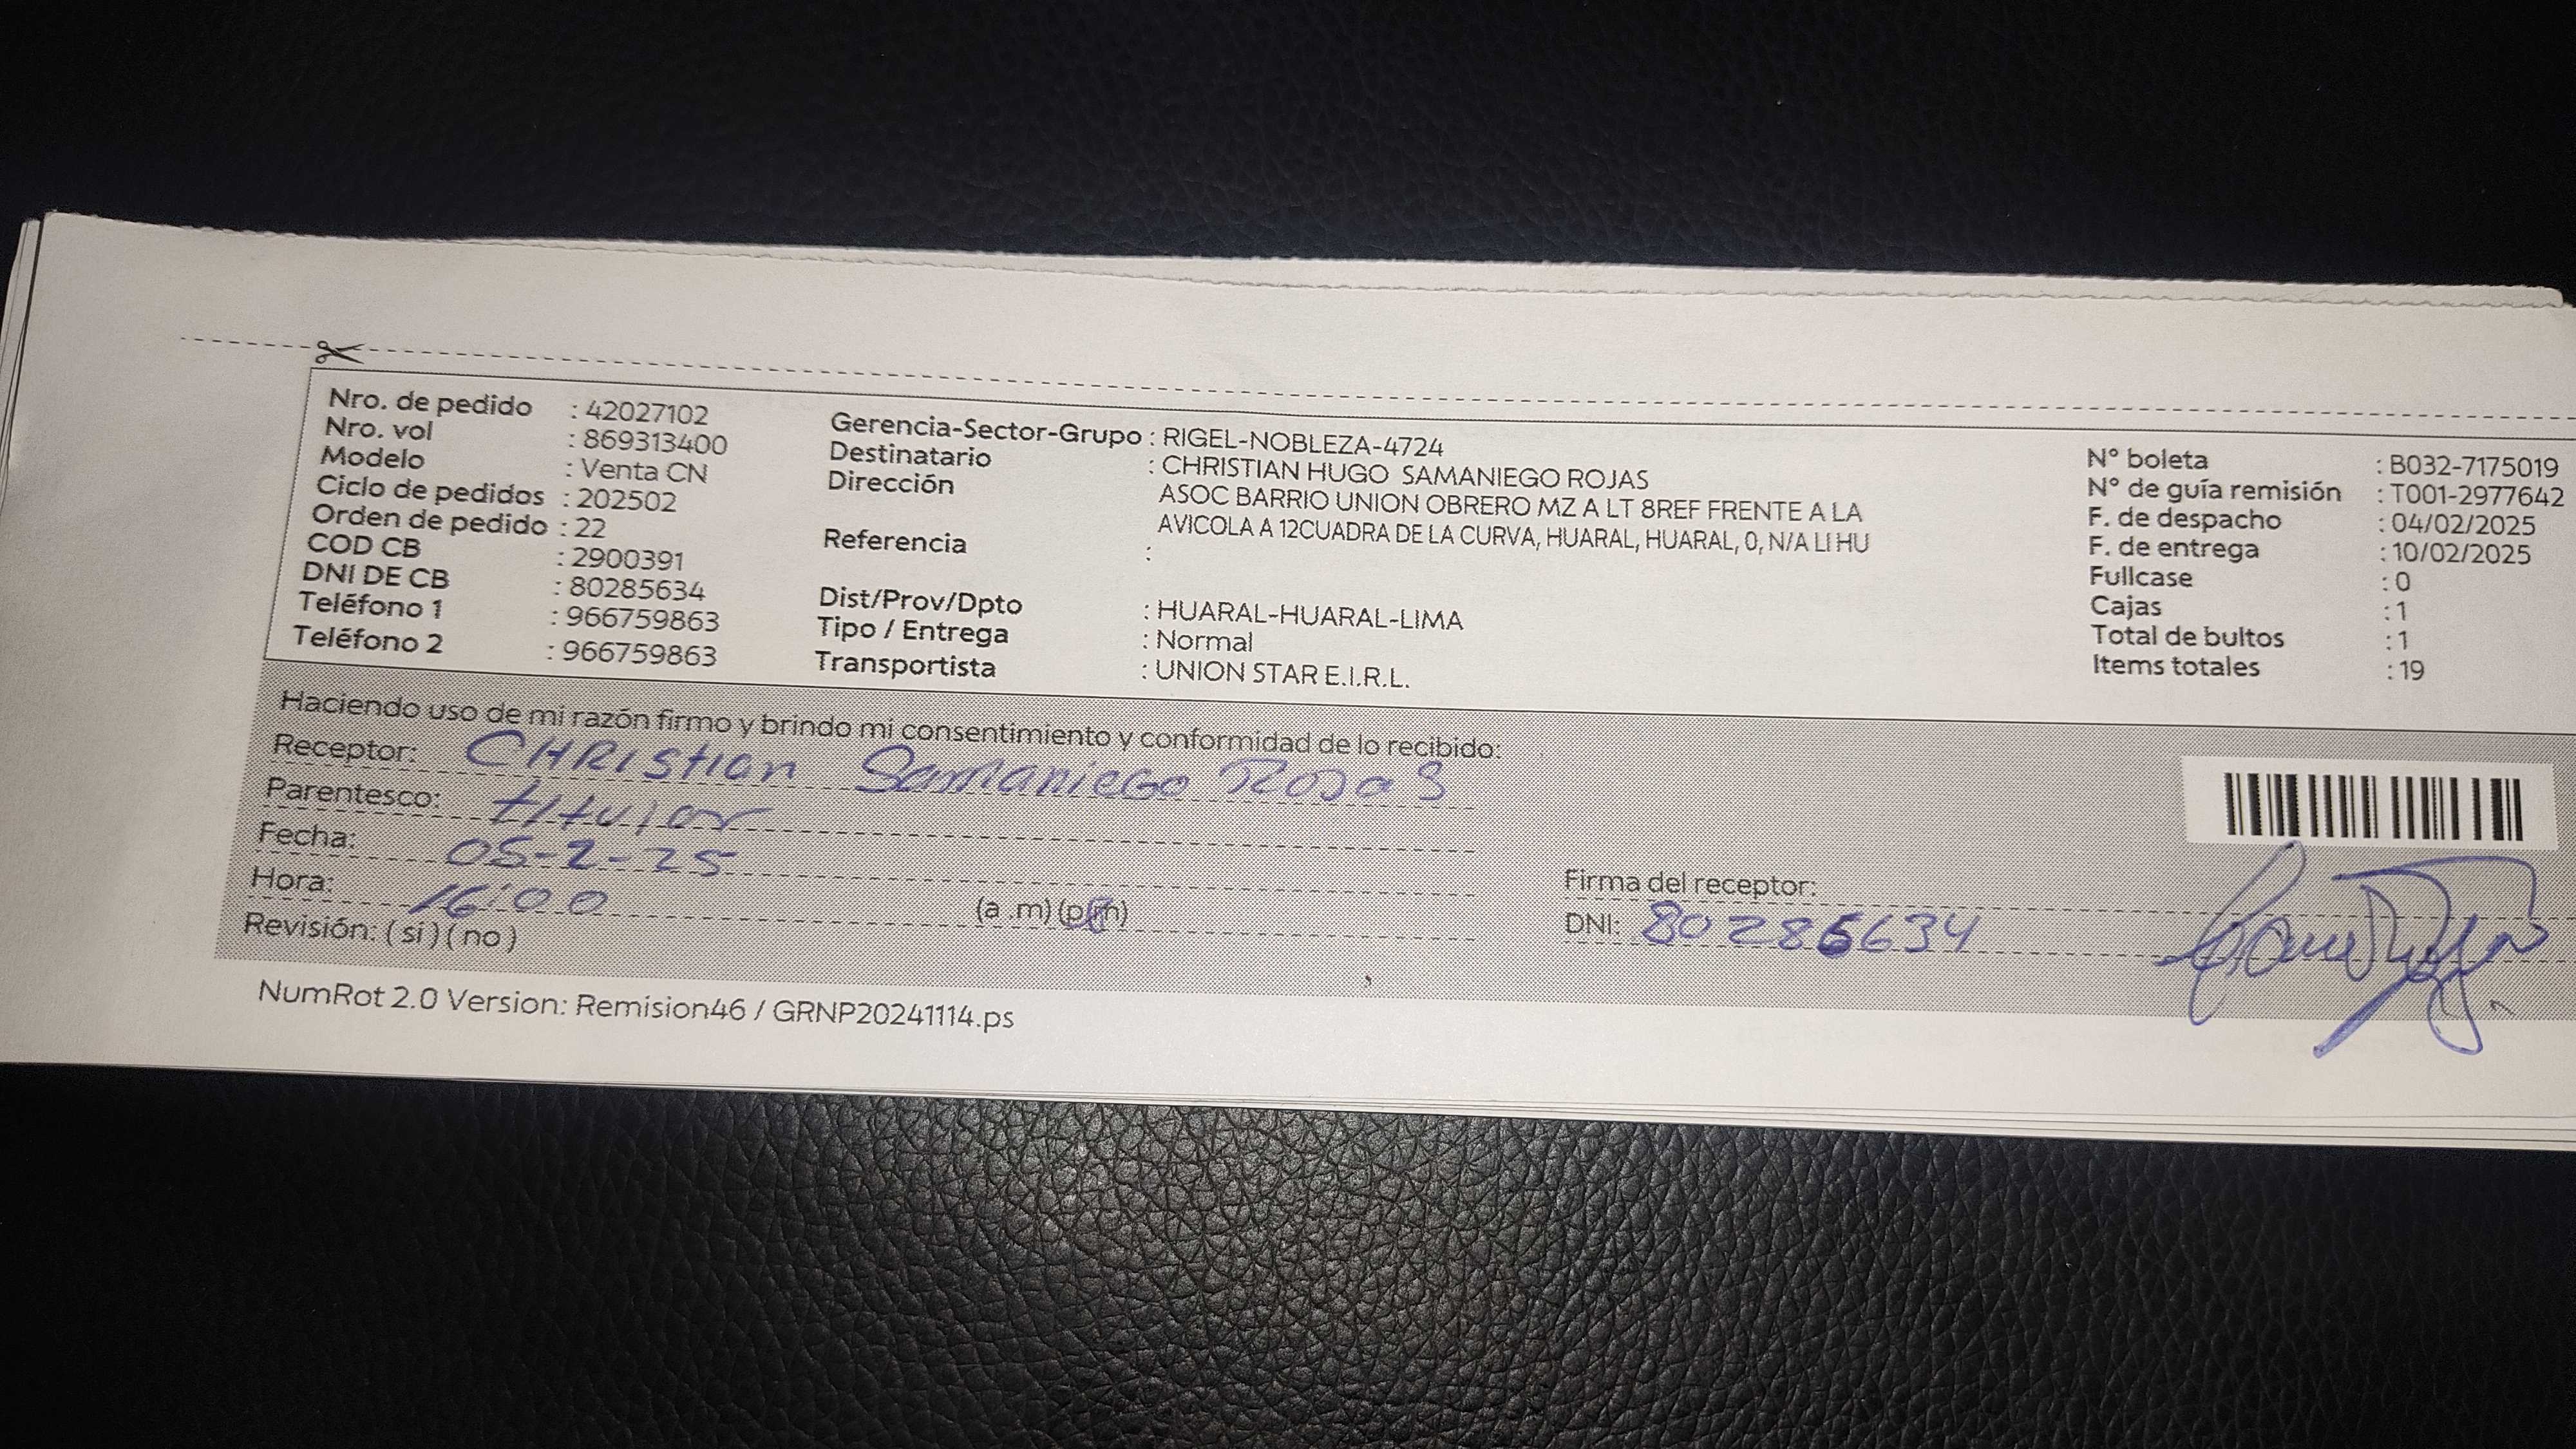 Nro. de pedido : 42027102
Nro. vol : 869313400
Modelo : Venta CN
Ciclo de pedidos : 202502
Orden de pedido : 22
COD CB : 2900391
DNI DE CB : 80285634
Teléfono 1 : 966759863
Teléfono 2 : 966759863
Gerencia-Sector-Grupo : RIGEL-NOBLEZA-4724
Destinatario : CHRISTIAN HUGO SAMANIEGO ROJAS
Dirección ASOC BARRIO UNION OBRERO MZ A LT 8REF FRENTE A LA
AVICOLA A 12CUADRA DE LA CURVA, HUARAL, HUARAL, 0, N/A LI HU
Referencia :
Dist/Prov/Dpto : HUARAL-HUARAL-LIMA
Tipo / Entrega : Normal
Transportista : UNION STAR E.I.R.L.
N° boleta : B032-7175019
N° de guía remisión : T001-2977642
F. de despacho : 04/02/2025
F. de entrega : 10/02/2025
Fullcase : 0
Cajas : 1
Total de bultos : 1
Items totales : 19
Haciendo uso de mi razón firmo y brindo mi consentimiento y conformidad de lo recibido:
Receptor: CHRistian Samaniego Rojas
Parentesco: titular
Fecha: 05-2-25
Hora: 16:00 (a .m) (p.m)
Revisión: ( si ) ( no )
Firma del receptor:
DNI: 80285634
NumRot 2.0 Version: Remision46 / GRNP20241114.ps